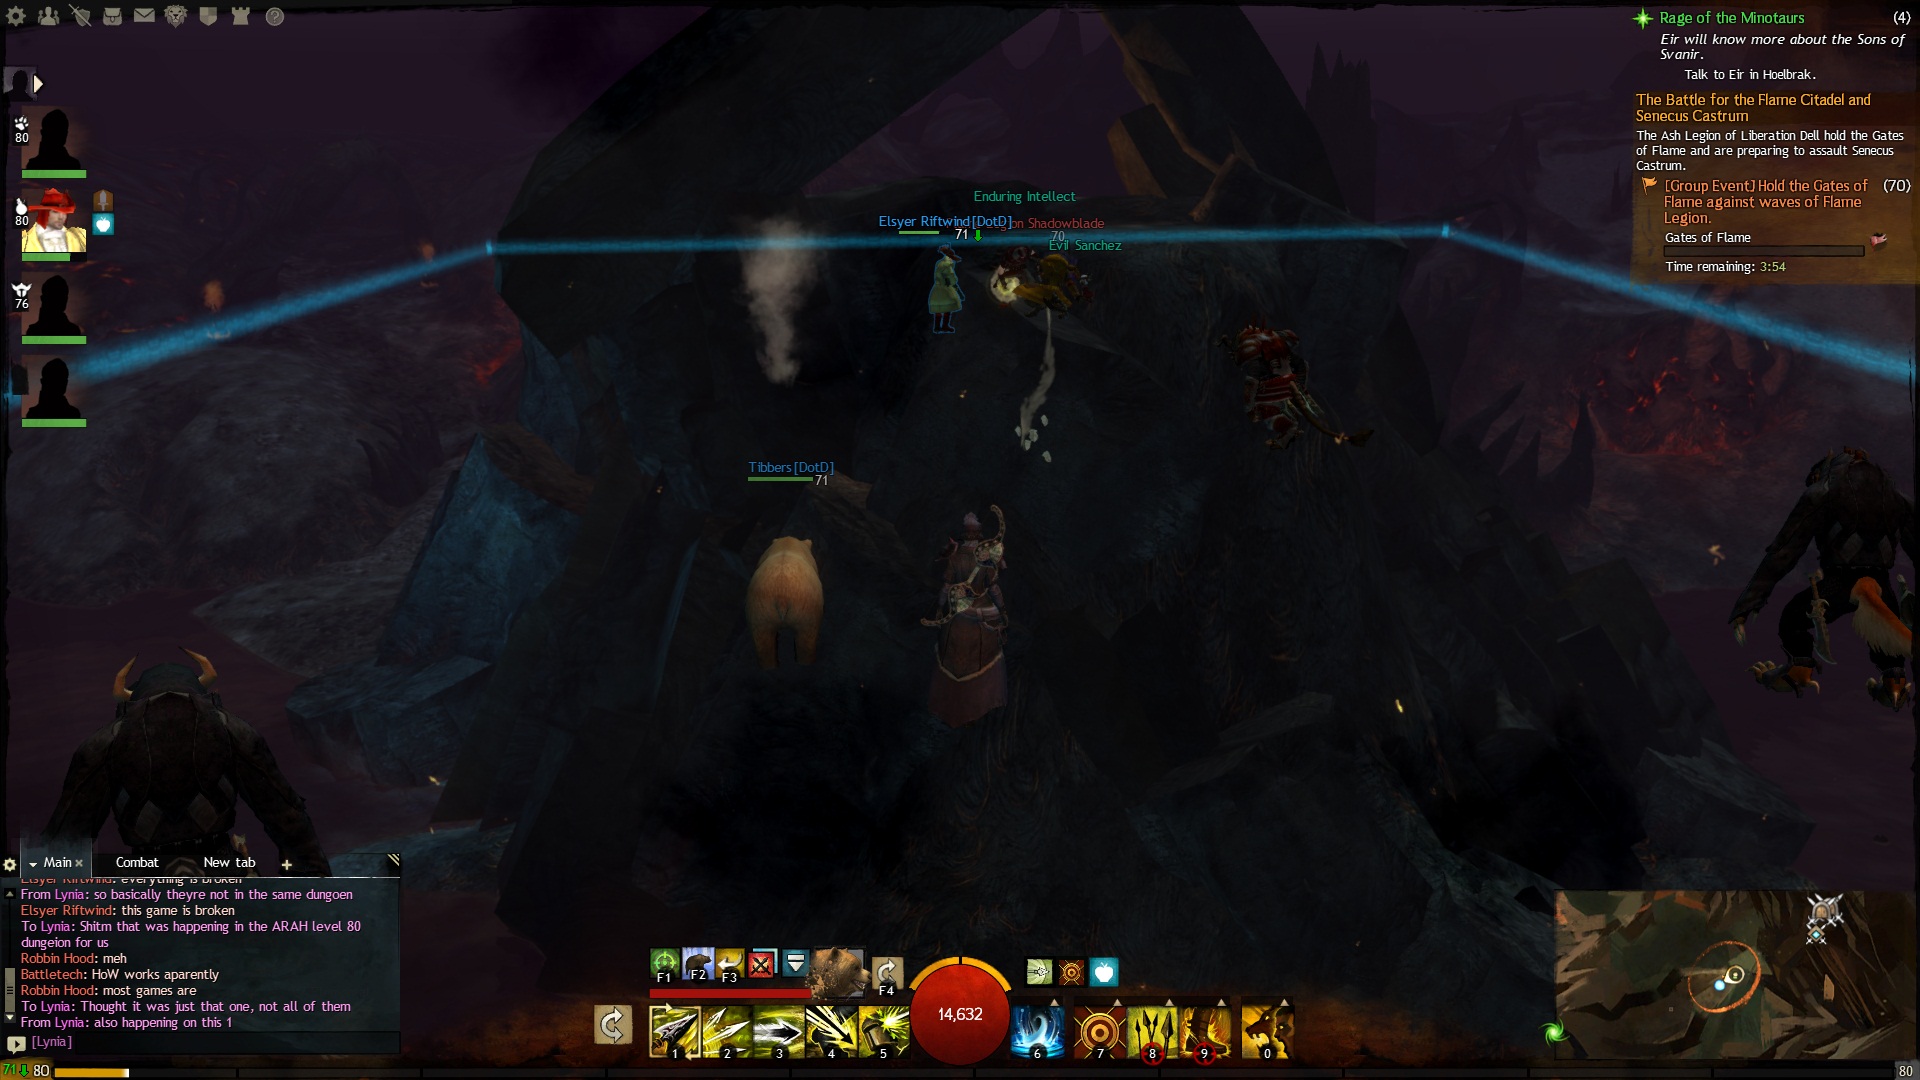 Rage of the Minotaurs (4)
Eir will know more about the Sons of
Svanir.
Talk to Eir in Hoelbrak.
The Battle for the Flame Citadel and
Senecus Castrum
The Ash Legion of Liberation Dell hold the Gates
of Flame and are preparing to assault Senecus
Castrum.
[Group Event] Hold the Gates of (70)
Flame against waves of Flame
Legion.
Gates of Flame
Time remaining: 3:54
80
80
76
Enduring Intellect
Elsyer Riftwind [DotD]
on Shadowblade
71
70
Evil Sanchez
Tibbers [DotD]
71
Main Combat New tab
Elsyer Riftwind: everything is broken
From Lynia: so basically theyre not in the same dungoen
Elsyer Riftwind: this game is broken
To Lynia: Shitm that was happening in the ARAH level 80
dungeion for us
Robbin Hood: meh
Battletech: HoW works aparently
Robbin Hood: most games are
To Lynia: Thought it was just that one, not all of them
From Lynia: also happening on this 1
[Lynia]
F1 F2 F3 F4
14,632
1 2 3 4 5 6 7 8 9 0
71 80
80